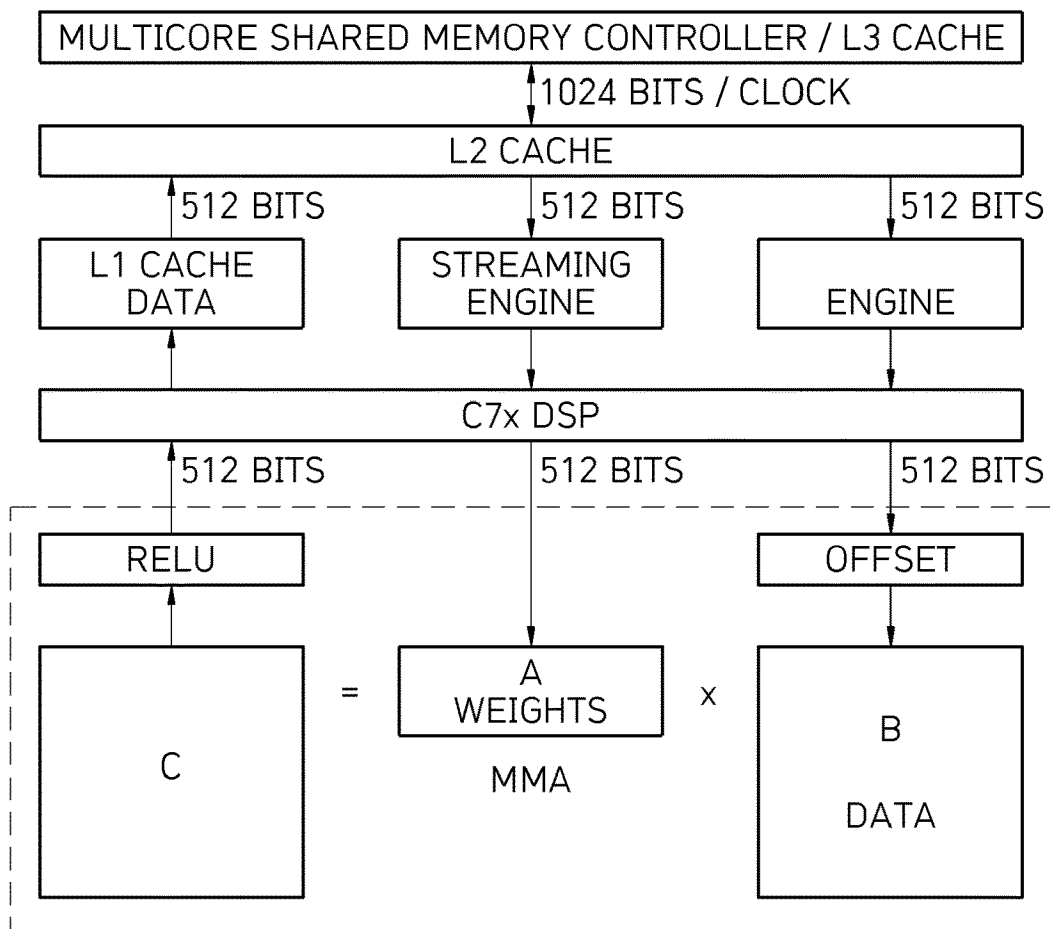 MULTICORE SHARED MEMORY CONTROLLER / L3 CACHE
1024 BITS / CLOCK
L2 CACHE
512 BITS
512 BITS
512 BITS
L1 CACHE
DATA
STREAMING
ENGINE
ENGINE
C7x DSP
512 BITS
512 BITS
512 BITS
RELU
OFFSET
C
=
A
WEIGHTS
x
B
DATA
MMA